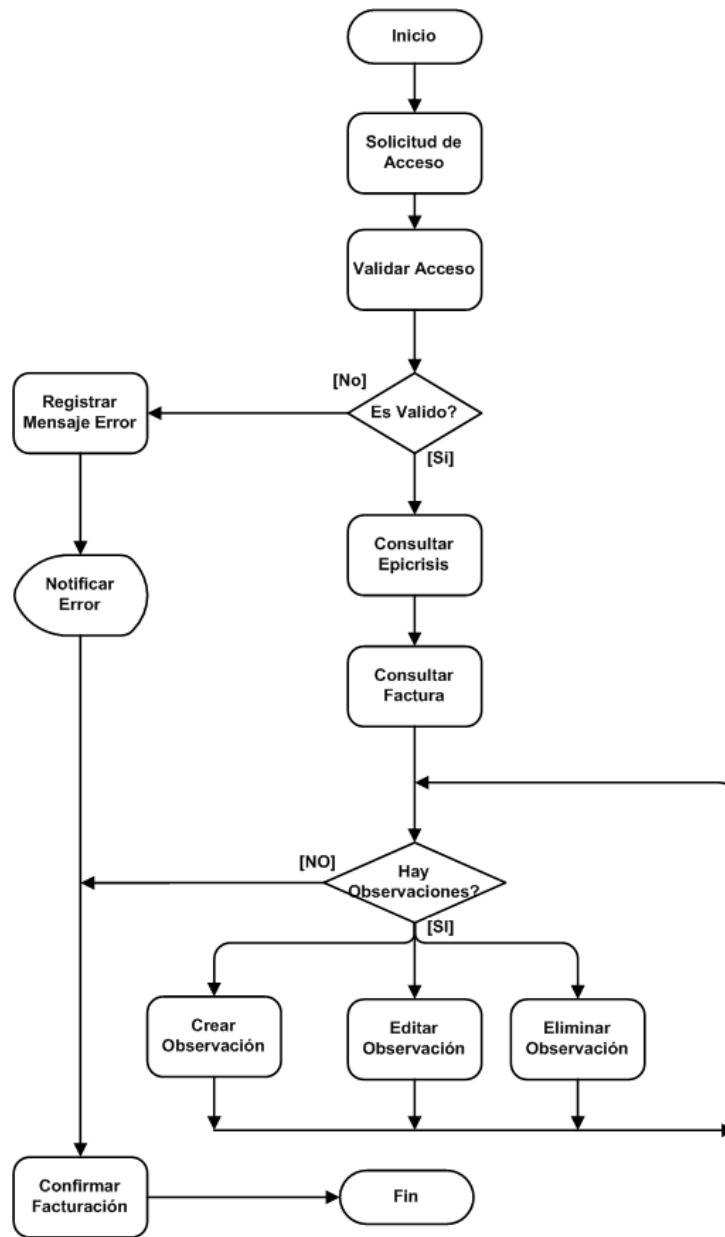 Inicio
Solicitud de
Acceso
Validar Acceso
[No]
Es Valido?
Registrar
Mensaje Error
[Si]
Consultar
Epicrisis
Notificar
Error
Consultar
Factura
[NO]
Hay
Observaciones?
[SI]
Crear
Observación
Editar
Observación
Eliminar
Observación
Confirmar
Facturación
Fin